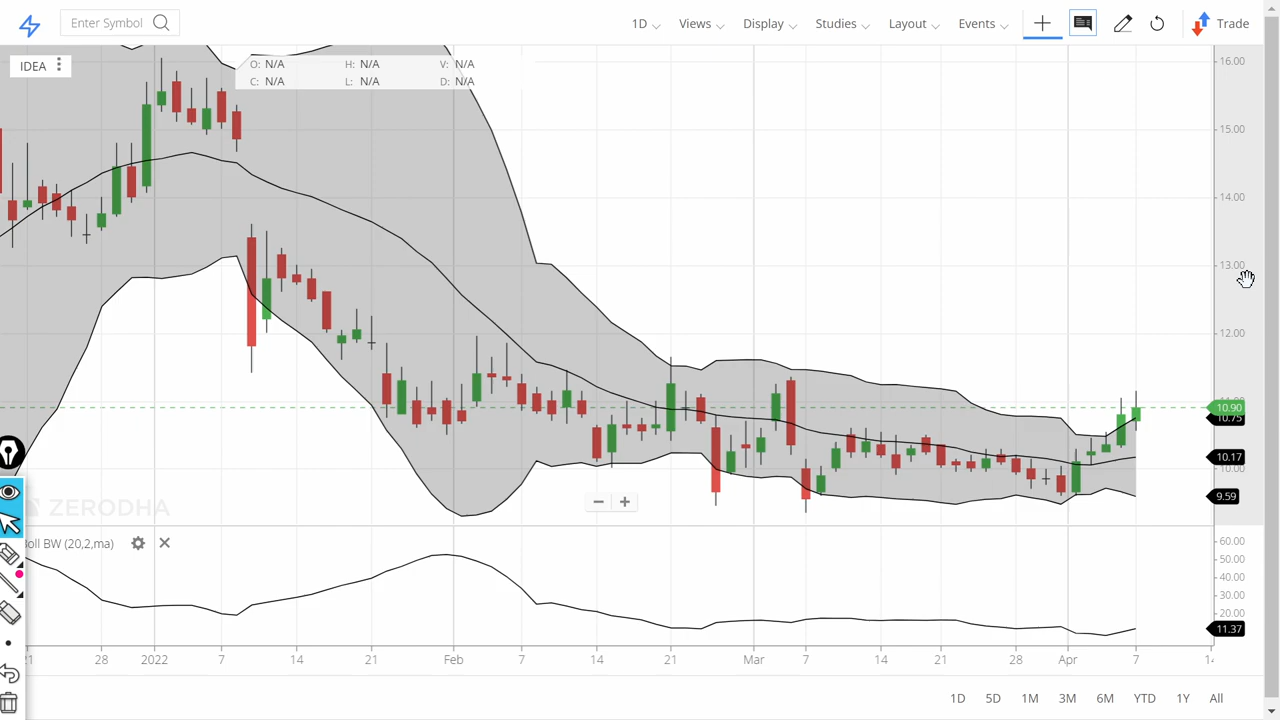 Enter Symbol 1D Views Display Studies Layout Events Trade
IDEA
O: N/A H: N/A V: N/A
C: N/A L: N/A D: N/A
16.00
15.00
14.00
13.00
12.00
10.90
10.75
10.17
10.00
9.59
ZERODHA
oll BW (20,2,ma)
60.00
50.00
40.00
30.00
20.00
11.37
21 28 2022 7 14 21 Feb 7 14 21 Mar 7 14 21 28 Apr 7
1D 5D 1M 3M 6M YTD 1Y All